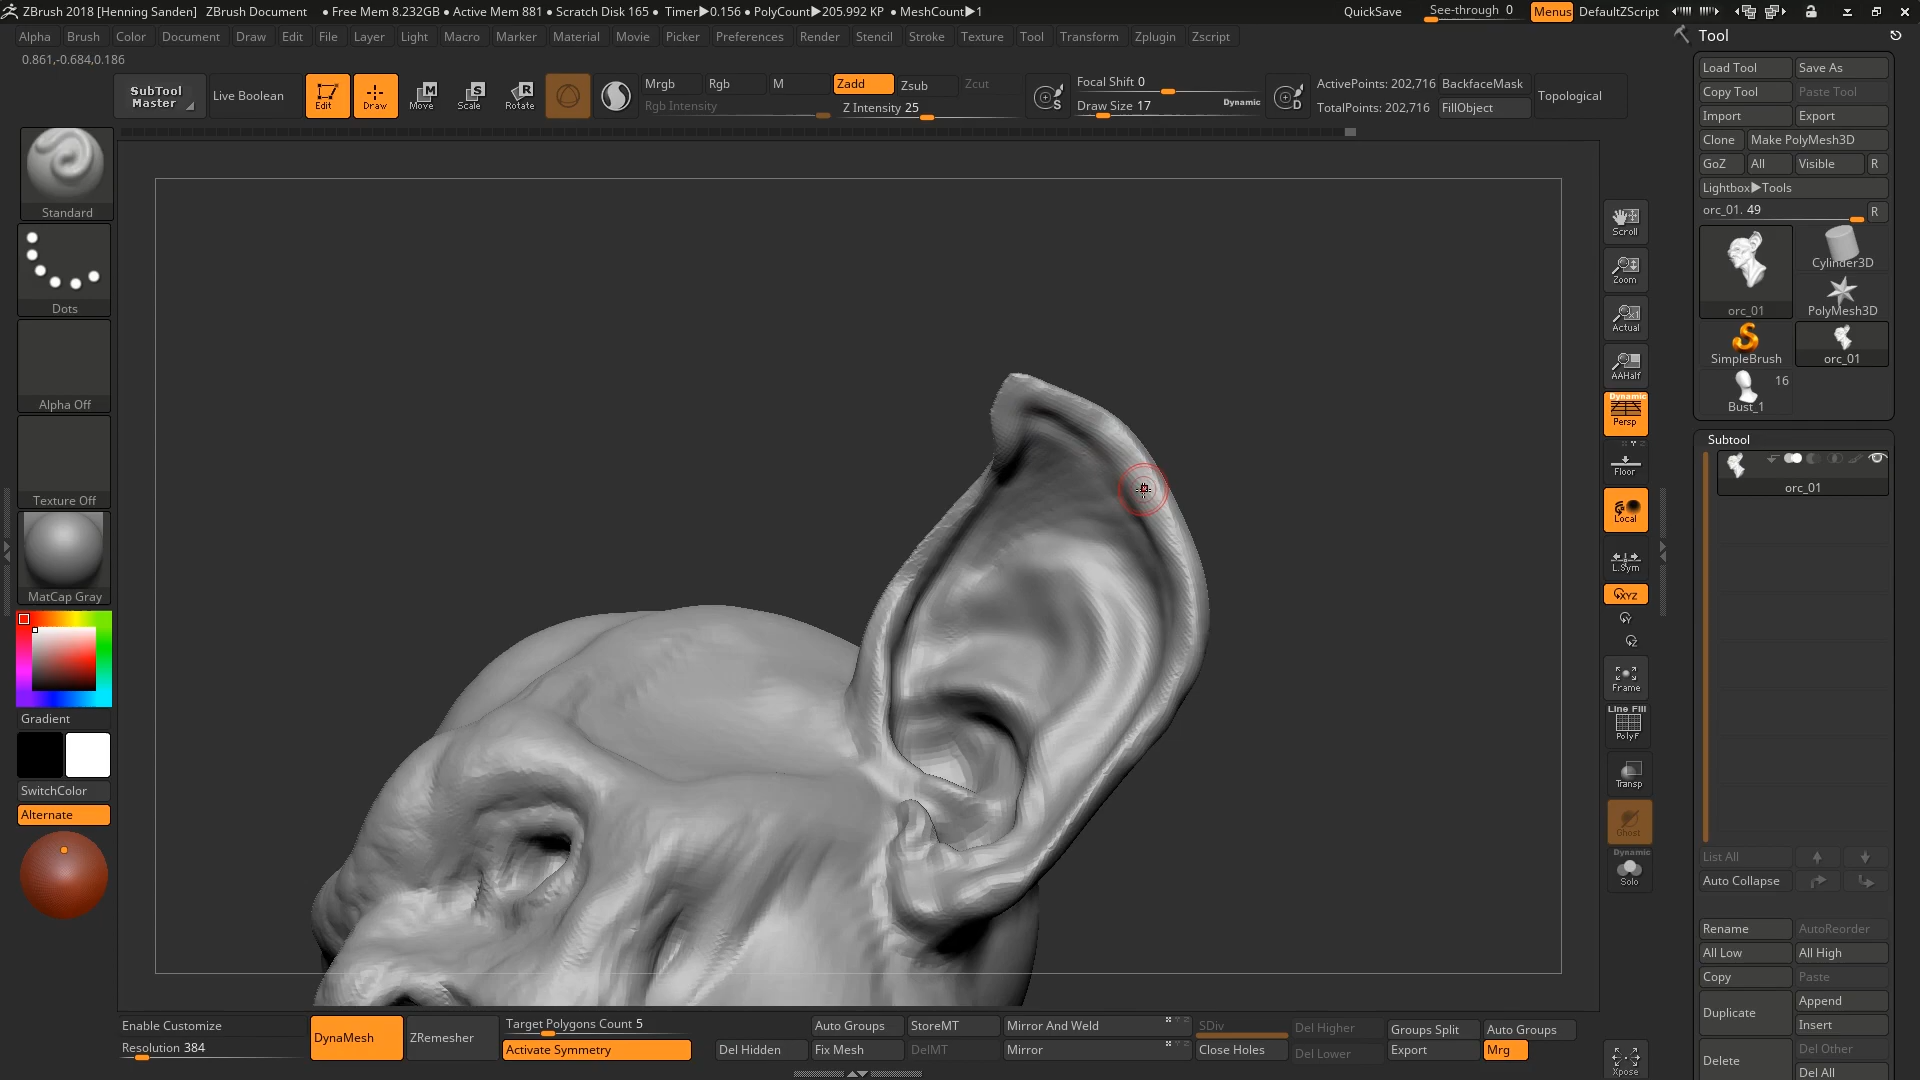 ZBrush 2018 [Henning Sanden] ZBrush Document • Free Mem 8.232GB • Active Mem 881 • Scratch Disk 165 • Timer▶0.156 • PolyCount▶205.992 KP • MeshCount▶1 QuickSave See-through 0 Menus DefaultZScript
Alpha Brush Color Document Draw Edit File Layer Light Macro Marker Material Movie Picker Preferences Render Stencil Stroke Texture Tool Transform Zplugin Zscript
Tool
0.861,-0.684,0.186
SubTool Master
Live Boolean
Edit
Draw
Move
Scale
Rotate
Mrgb Rgb M
Rgb Intensity
Zadd Zsub Zcut
Z Intensity 25
Focal Shift 0
Draw Size 17 Dynamic
ActivePoints: 202,716 BackfaceMask
TotalPoints: 202,716 FillObject
Topological
Standard
Dots
Alpha Off
Texture Off
MatCap Gray
Gradient
SwitchColor
Alternate
Scroll
Zoom
Actual
AAHalf
Dynamic
Persp
Floor
Local
L.Sym
XYZ
Frame
Line Fill
PolyF
Transp
Ghost
Dynamic
Solo
Xpose
Load Tool Save As
Copy Tool Paste Tool
Import Export
Clone Make PolyMesh3D
GoZ All Visible R
Lightbox▶Tools
orc_01. 49 R
orc_01
Cylinder3D
PolyMesh3D
SimpleBrush
orc_01
16
Bust_1
Subtool
orc_01
List All
Auto Collapse
Rename AutoReorder
All Low All High
Copy Paste
Duplicate
Append
Insert
Delete
Del Other
Del All
Enable Customize
Resolution 384
DynaMesh
ZRemesher
Target Polygons Count 5
Activate Symmetry
Del Hidden
Auto Groups
Fix Mesh
StoreMT
DelMT
Mirror And Weld
Mirror
SDiv
Close Holes
Del Higher
Del Lower
Groups Split
Export
Auto Groups
Mrg